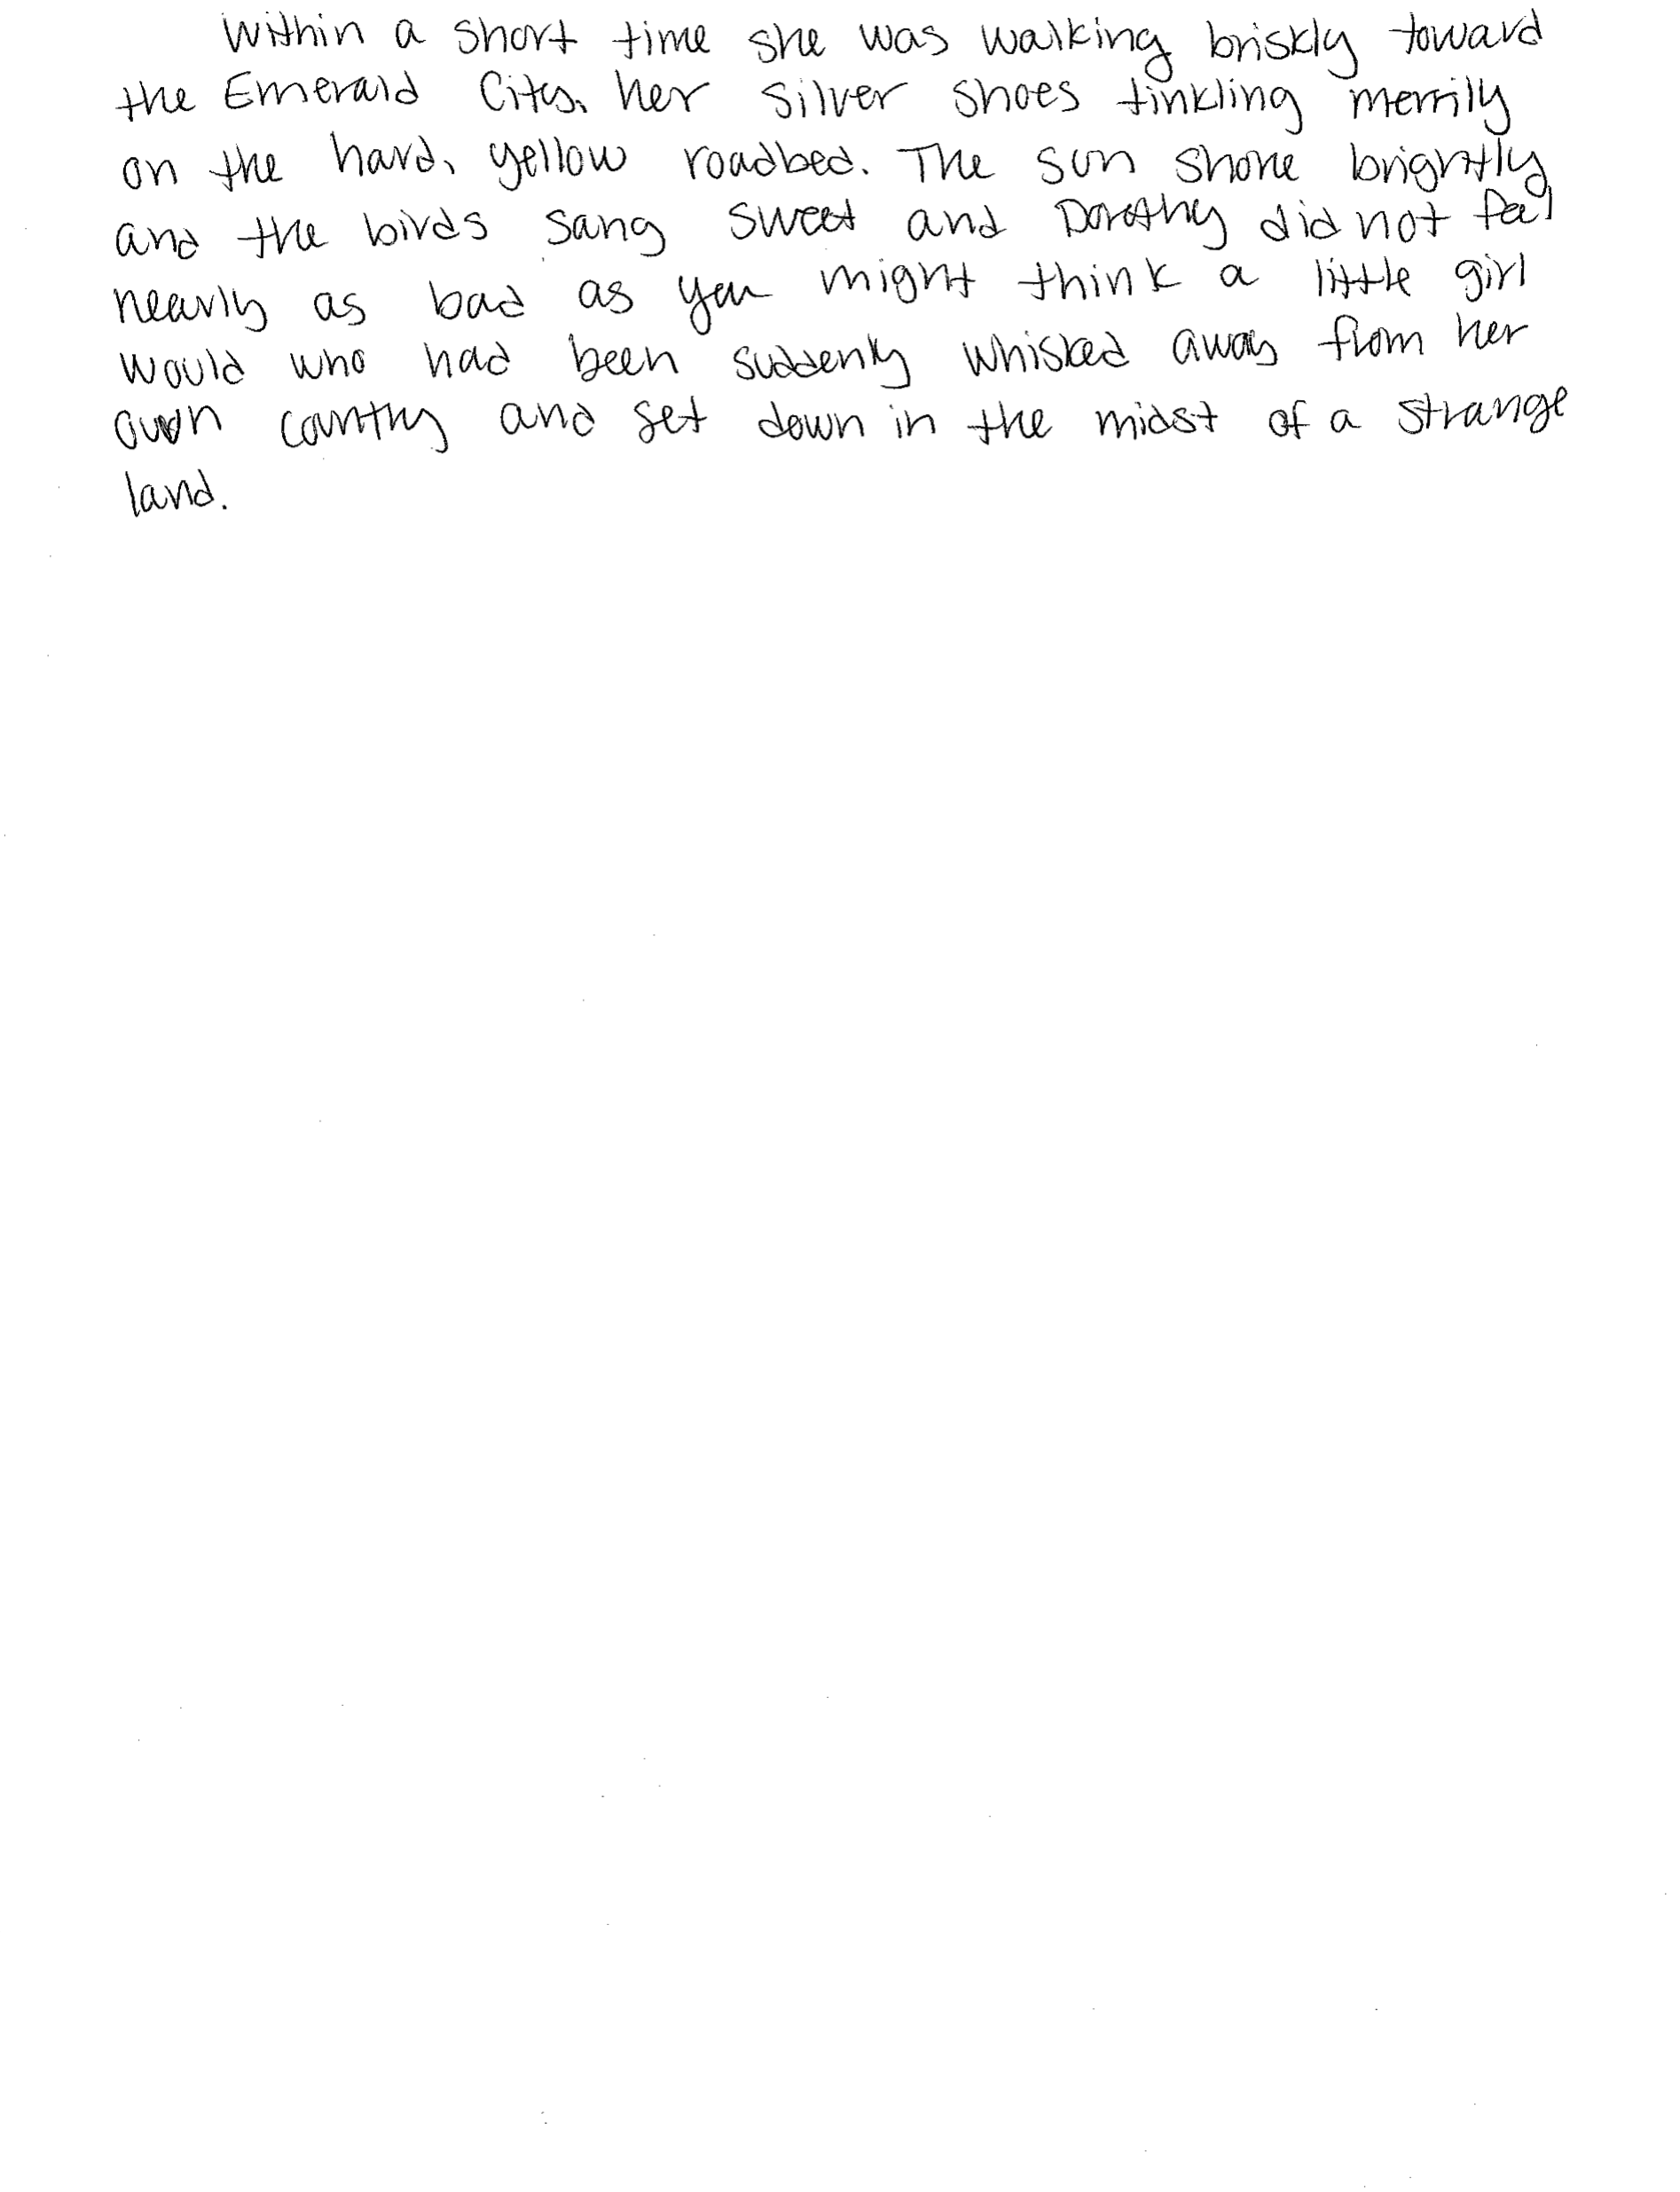 Within a short time she was walking briskly toward
the Emerald City, her silver shoes tinkling merrily
on the hard, yellow roadbed. The sun shone brightly
and the birds sang sweet and Dorothy did not feel
nearly as bad as you might think a little girl
would who had been suddenly whisked away from her
own country and set down in the midst of a strange
land.